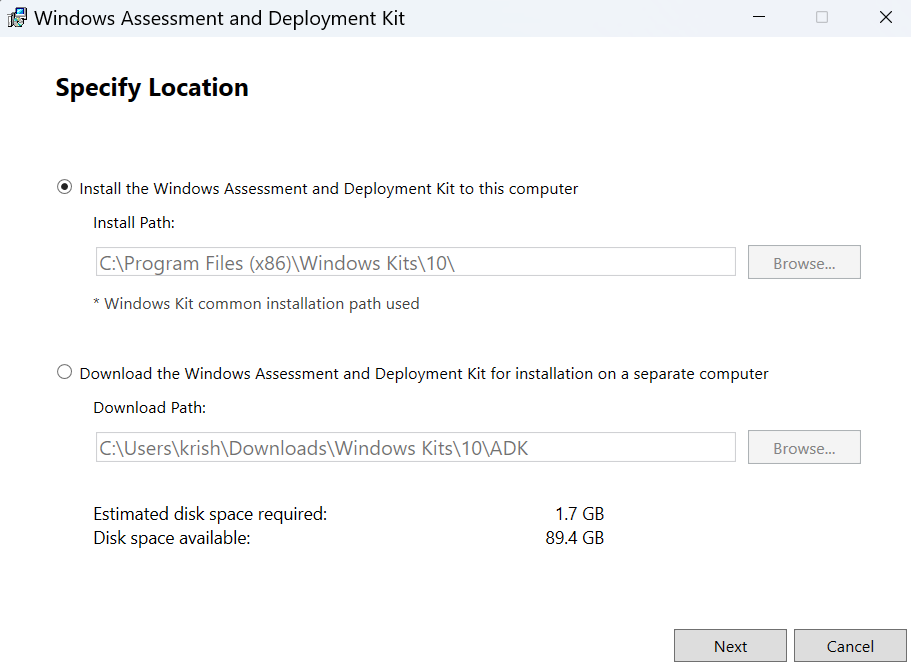 Windows Assessment and Deployment Kit
Specify Location
Install the Windows Assessment and Deployment Kit to this computer
Install Path:
C:\Program Files (x86)\Windows Kits\10\
Browse...
* Windows Kit common installation path used
Download the Windows Assessment and Deployment Kit for installation on a separate computer
Download Path:
C:\Users\krish\Downloads\Windows Kits\10\ADK
Browse...
Estimated disk space required: 1.7 GB
Disk space available: 89.4 GB
Next Cancel